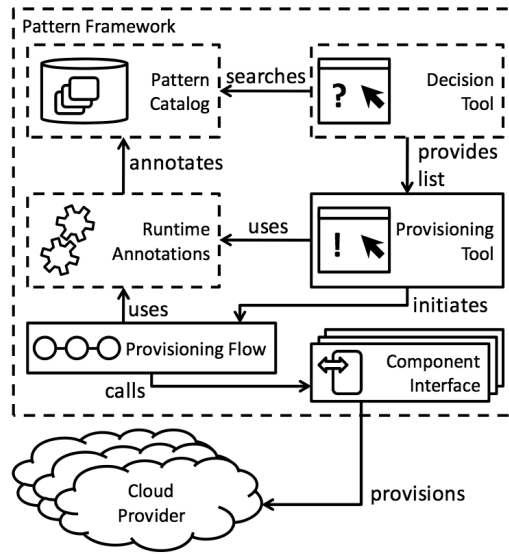 Pattern Framework
Pattern
Catalog
searches
?
Decision
Tool
annotates
provides
list
Runtime
Annotations
uses
!
Provisioning
Tool
uses
initiates
Provisioning Flow
calls
Component
Interface
Cloud
Provider
provisions